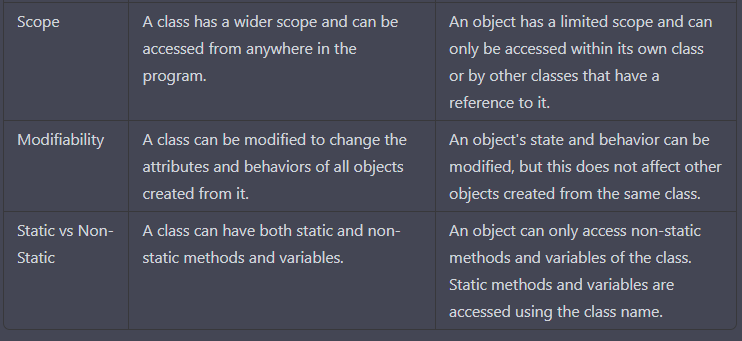 Scope
A class has a wider scope and can be
accessed from anywhere in the
program.
An object has a limited scope and can
only be accessed within its own class
or by other classes that have a
reference to it.
Modifiability
A class can be modified to change the
attributes and behaviors of all objects
created from it.
An object's state and behavior can be
modified, but this does not affect other
objects created from the same class.
Static vs Non-
Static
A class can have both static and non-
static methods and variables.
An object can only access non-static
methods and variables of the class.
Static methods and variables are
accessed using the class name.